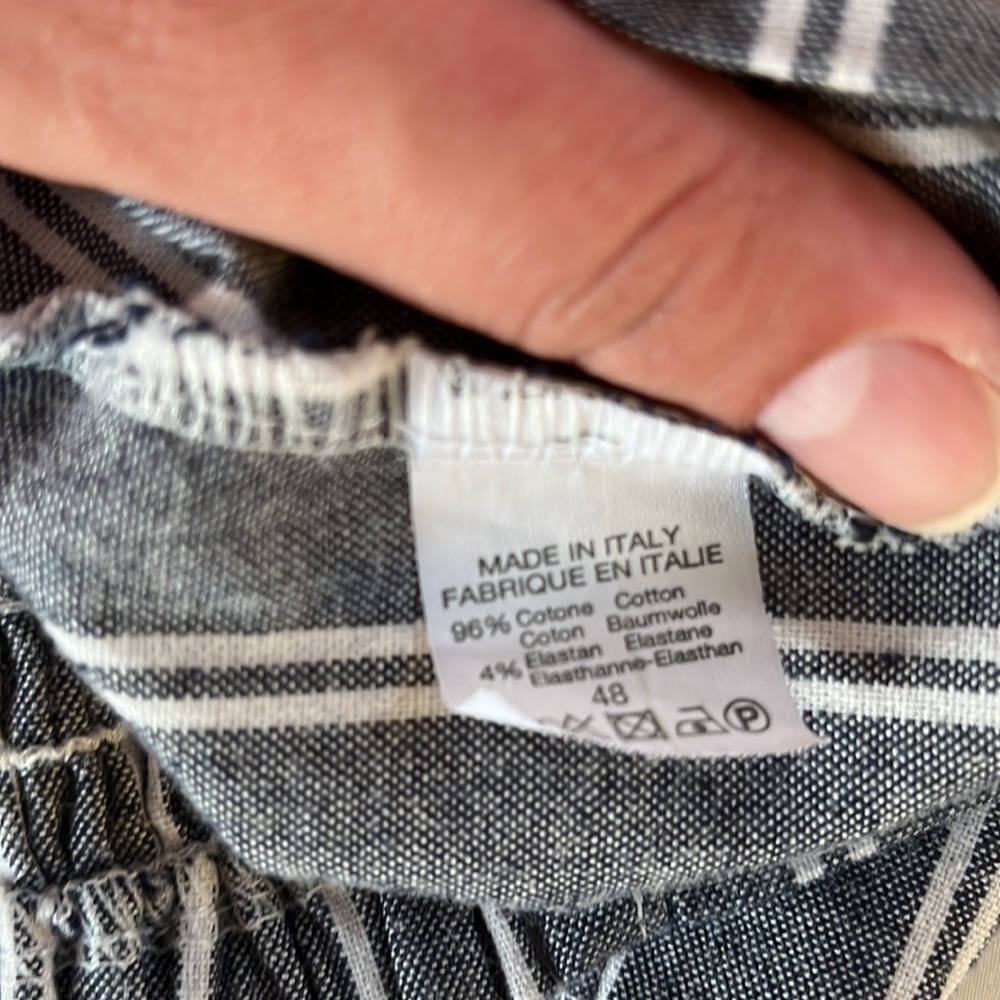 MADE IN ITALY
FABRIQUE EN ITALIE
96% Cotone Cotton
Coton Baumwolle
4% Elastan Elastane
Elasthanne-Elasthan
48
P